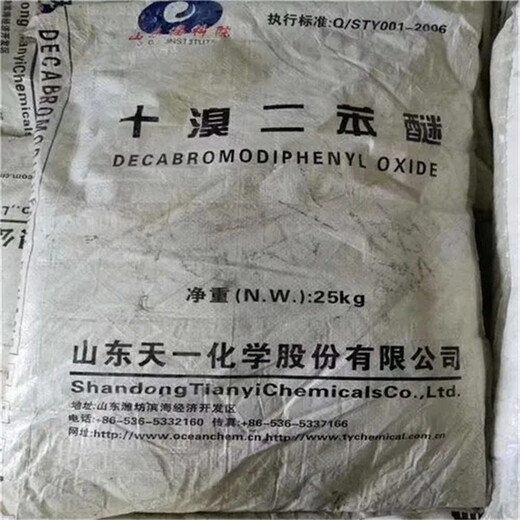 执行标准:Q/STY001-2006
十溴二苯醚
DECABROMODIPHENYL OXIDE
净重(N.W.):25kg
山东天一化学股份有限公司
ShandongTianyiChemicalsCo.,Ltd.
地址:山东潍坊滨海经济开发区
电话:+86-536-5332160 传真:+86-536-5337166
网址:http://www.oceanchem.cn.http://www.tychemical.com.cn
DECABROMOD